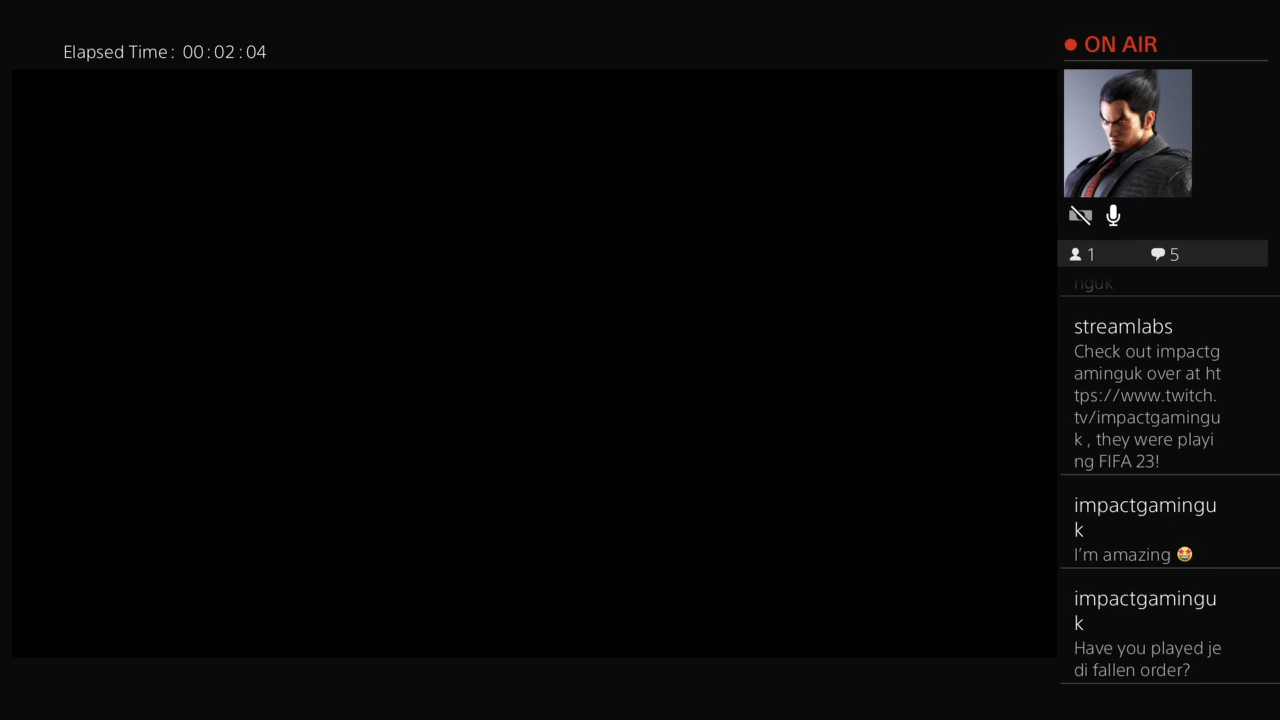 Elapsed Time: 00:02:04
ON AIR
1 5
nguk
streamlabs
Check out impactg
aminguk over at ht
tps://www.twitch.
tv/impactgamingu
k , they were playi
ng FIFA 23!
impactgamingu
k
I'm amazing 🤩
impactgamingu
k
Have you played je
di fallen order?